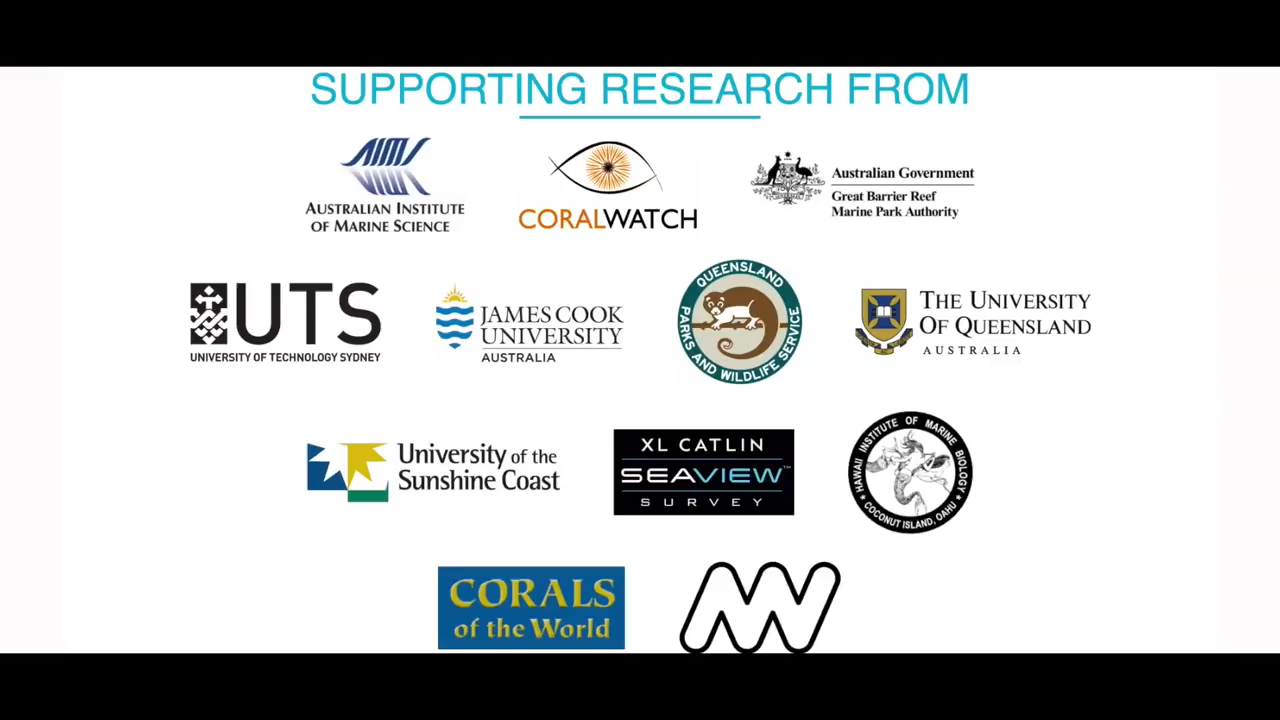 SUPPORTING RESEARCH FROM
AIMS
AUSTRALIAN INSTITUTE
OF MARINE SCIENCE
CORALWATCH
Australian Government
Great Barrier Reef
Marine Park Authority
UTS
UNIVERSITY OF TECHNOLOGY SYDNEY
JAMES COOK
UNIVERSITY
AUSTRALIA
QUEENSLAND
PARKS AND WILDLIFE SERVICE
THE UNIVERSITY
OF QUEENSLAND
AUSTRALIA
University of the
Sunshine Coast
XL CATLIN
SEAVIEW™
SURVEY
HAWAII INSTITUTE OF MARINE BIOLOGY
★ COCONUT ISLAND, OAHU ★
CORALS
of the World